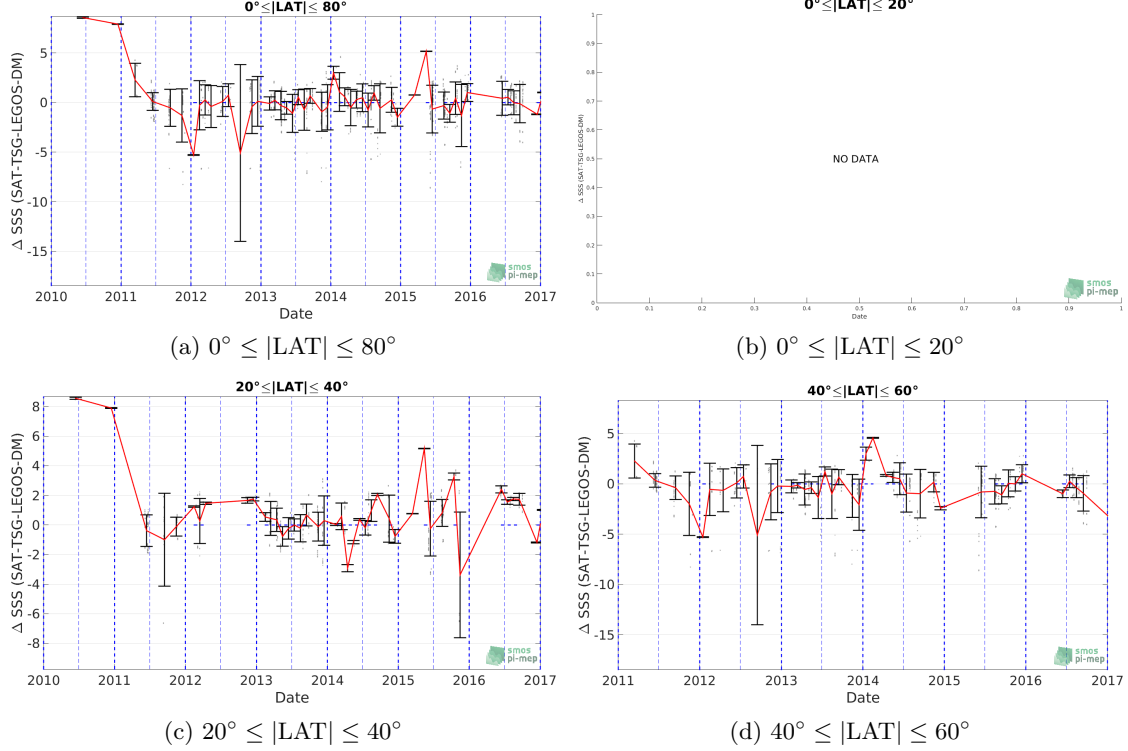 0°≤|LAT|≤ 80°
Δ SSS (SAT-TSG-LEGOS-DM)
5
0
-5
-10
-15
2010 2011 2012 2013 2014 2015 2016 2017
Date
smos
pi-mep
(a) 0° ≤ |LAT| ≤ 80°
0°≤|LAT|≤ 20°
Δ SSS (SAT-TSG-LEGOS-DM)
1
0.9
0.8
0.7
0.6
0.5
0.4
0.3
0.2
0.1
0
NO DATA
0 0.1 0.2 0.3 0.4 0.5 0.6 0.7 0.8 0.9 1
Date
smos
pi-mep
(b) 0° ≤ |LAT| ≤ 20°
20°≤|LAT|≤ 40°
Δ SSS (SAT-TSG-LEGOS-DM)
8
6
4
2
0
-2
-4
-6
-8
2010 2011 2012 2013 2014 2015 2016 2017
Date
smos
pi-mep
(c) 20° ≤ |LAT| ≤ 40°
40°≤|LAT|≤ 60°
Δ SSS (SAT-TSG-LEGOS-DM)
5
0
-5
-10
-15
2011 2012 2013 2014 2015 2016 2017
Date
smos
pi-mep
(d) 40° ≤ |LAT| ≤ 60°